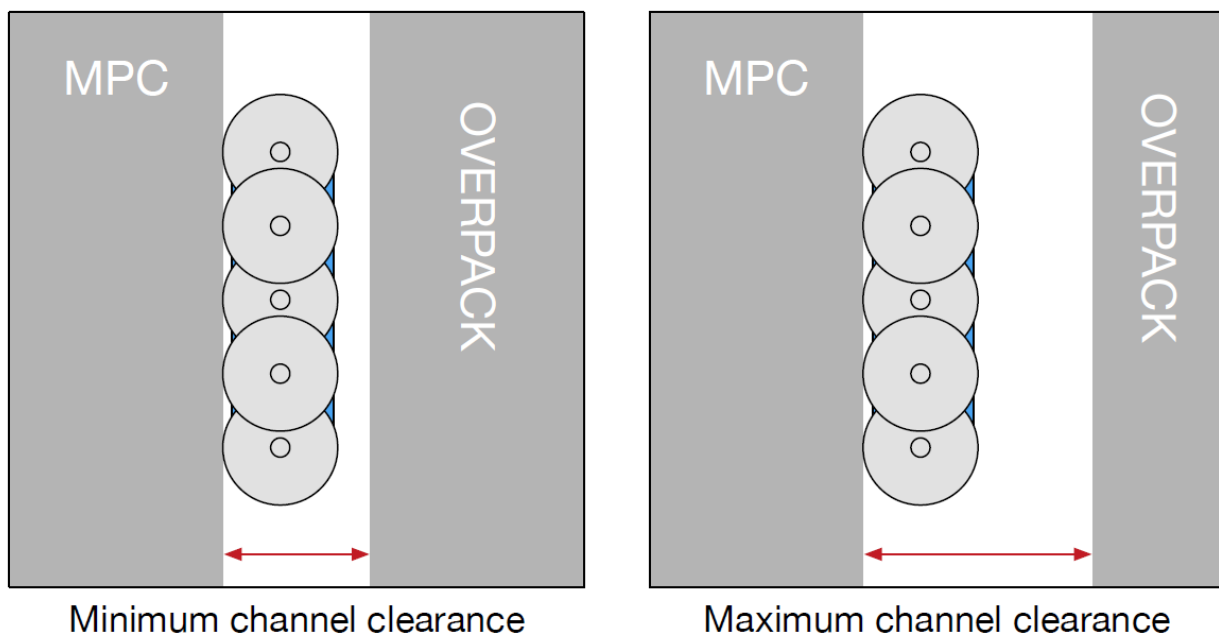 MPC
OVERPACK
Minimum channel clearance
MPC
OVERPACK
Maximum channel clearance